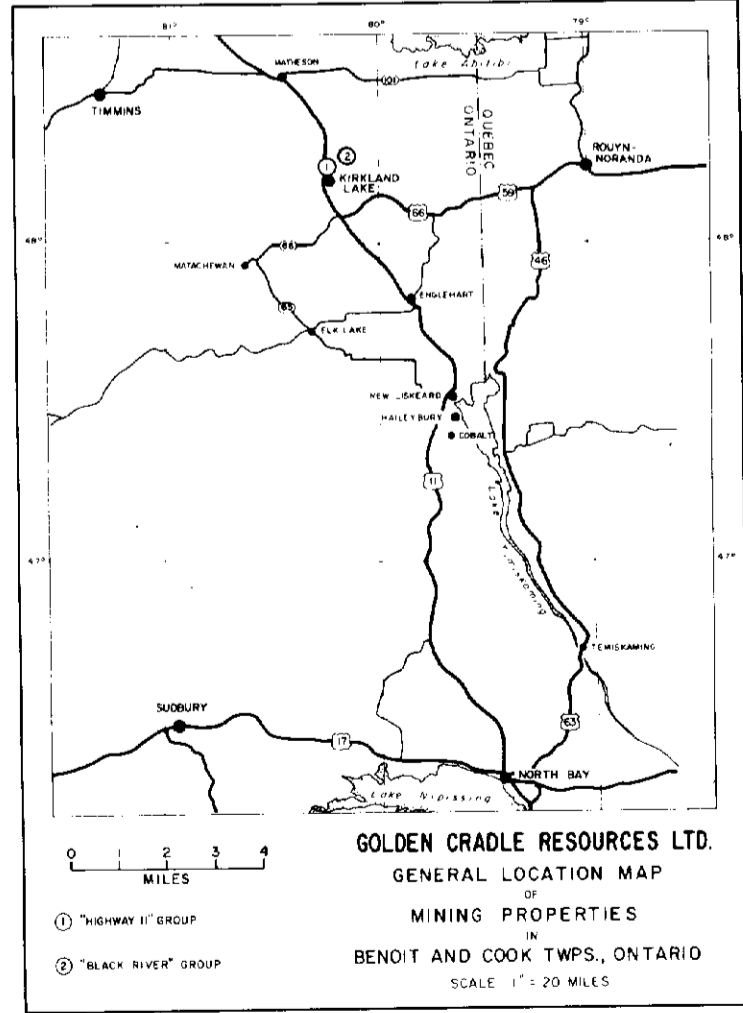 81°
80
79
MATHESON
Lake Abitibi
101
TIMMINS
QUEBEC
ONTARIO
ROUYN-
NORANDA
1
2
KIRKLAND
LAKE
59
66
48°
48°
66
46
MATACHEWAN
ENGLEHART
65
ELK LAKE
NEW LISKEARD
HAILEYBURY
COBALT
11
Lake
Timiskaming
47°
47°
TEMISKAMING
SUDBURY
63
17
NORTH BAY
Lake Nipissing
GOLDEN CRADLE RESOURCES LTD.
GENERAL LOCATION MAP
OF
MINING PROPERTIES
IN
BENOIT AND COOK TWPS., ONTARIO
SCALE 1" = 20 MILES
0 1 2 3 4
MILES
1 "HIGHWAY 11" GROUP
2 "BLACK RIVER" GROUP